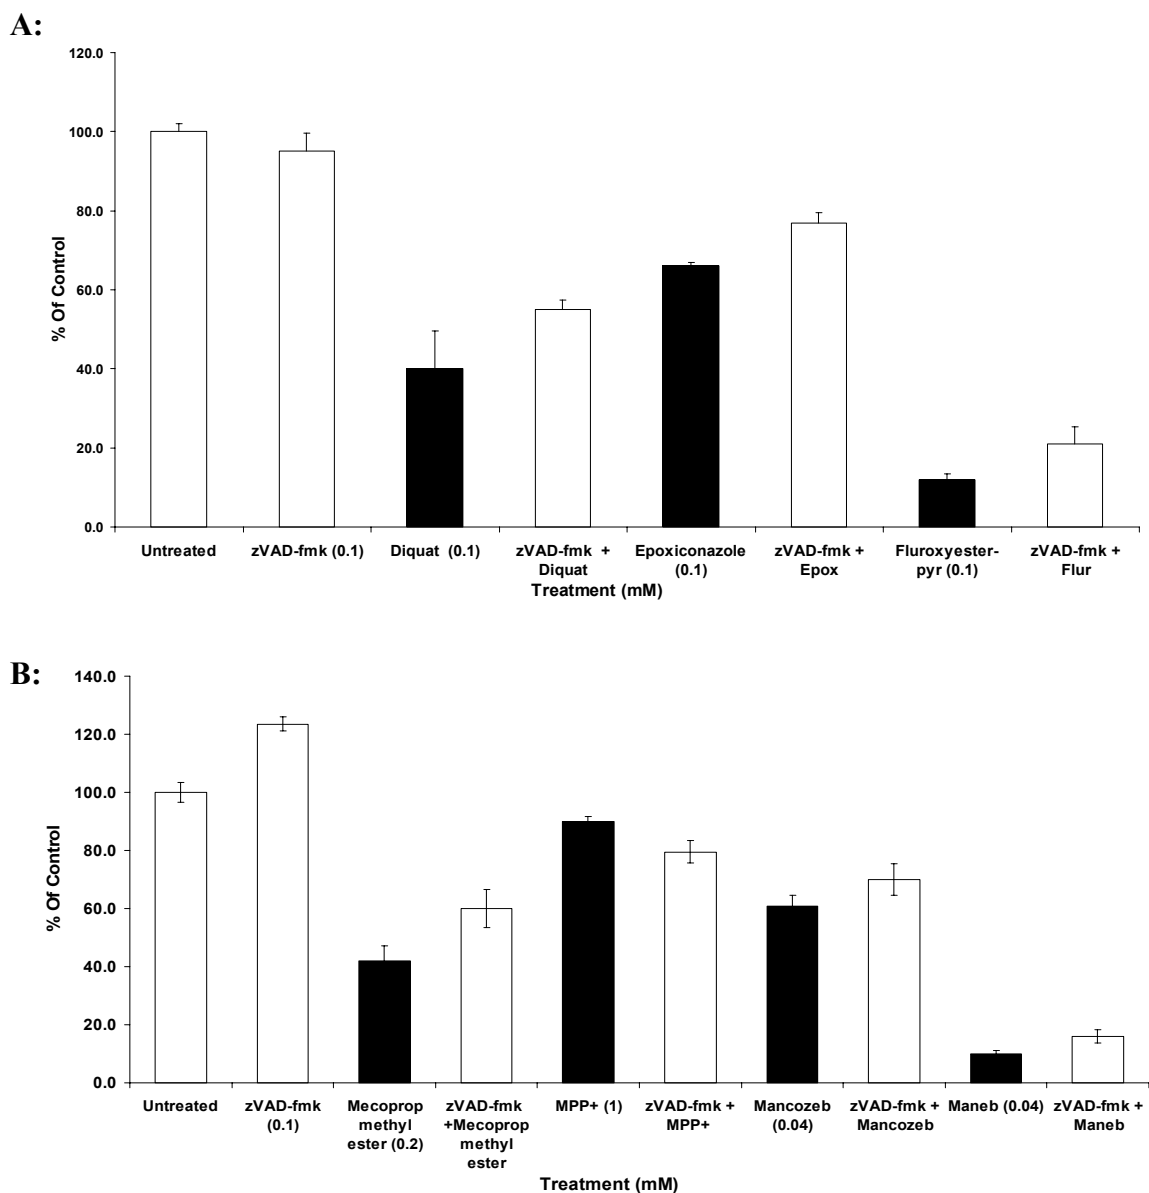 A:
120.0
100.0
80.0
60.0
40.0
20.0
0.0
% Of Control
Untreated
zVAD-fmk (0.1)
Diquat (0.1)
zVAD-fmk +
Diquat
Epoxiconazole
(0.1)
zVAD-fmk +
Epox
Fluroxyester-
pyr (0.1)
zVAD-fmk +
Flur
Treatment (mM)
B:
140.0
120.0
100.0
80.0
60.0
40.0
20.0
0.0
% Of Control
Untreated
zVAD-fmk
(0.1)
Mecoprop
methyl
ester (0.2)
zVAD-fmk
+Mecoprop
methyl
ester
MPP+ (1)
zVAD-fmk +
MPP+
Mancozeb
(0.04)
zVAD-fmk +
Mancozeb
Maneb (0.04)
zVAD-fmk +
Maneb
Treatment (mM)